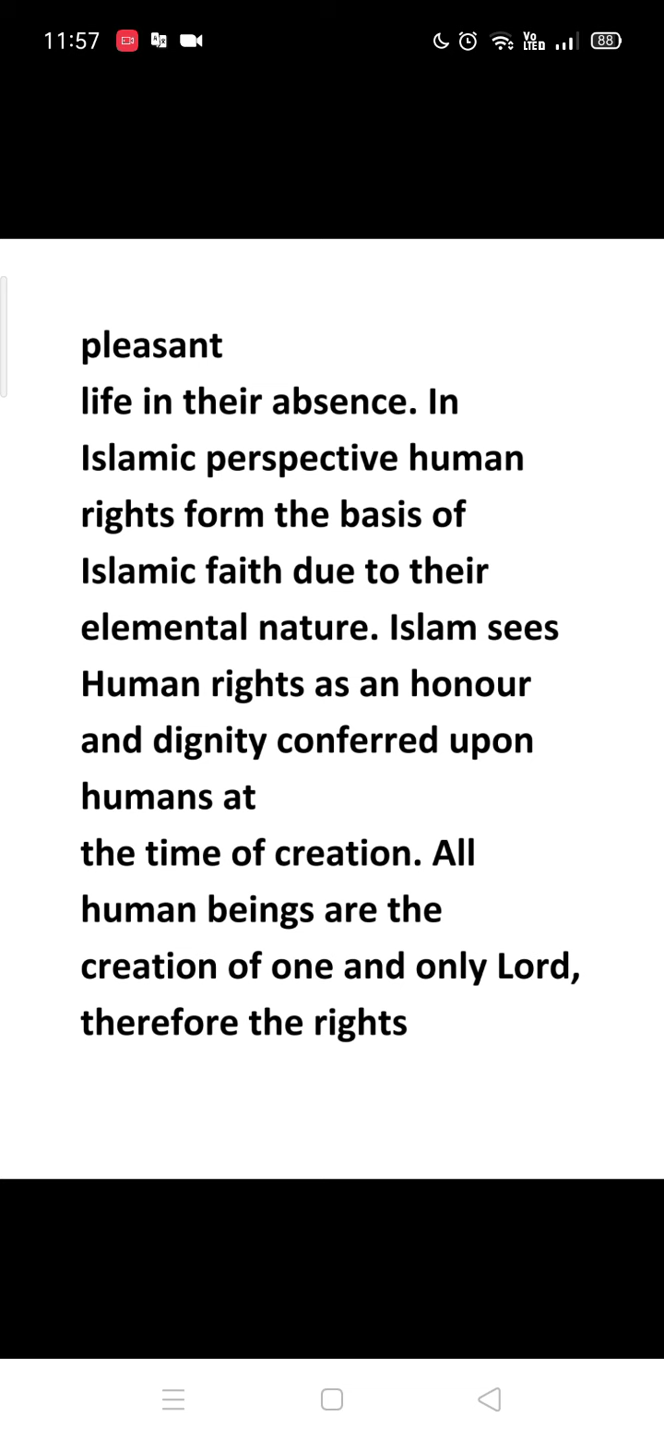 11:57
Vo
LTED
88
pleasant
life in their absence. In
Islamic perspective human
rights form the basis of
Islamic faith due to their
elemental nature. Islam sees
Human rights as an honour
and dignity conferred upon
humans at
the time of creation. All
human beings are the
creation of one and only Lord,
therefore the rights